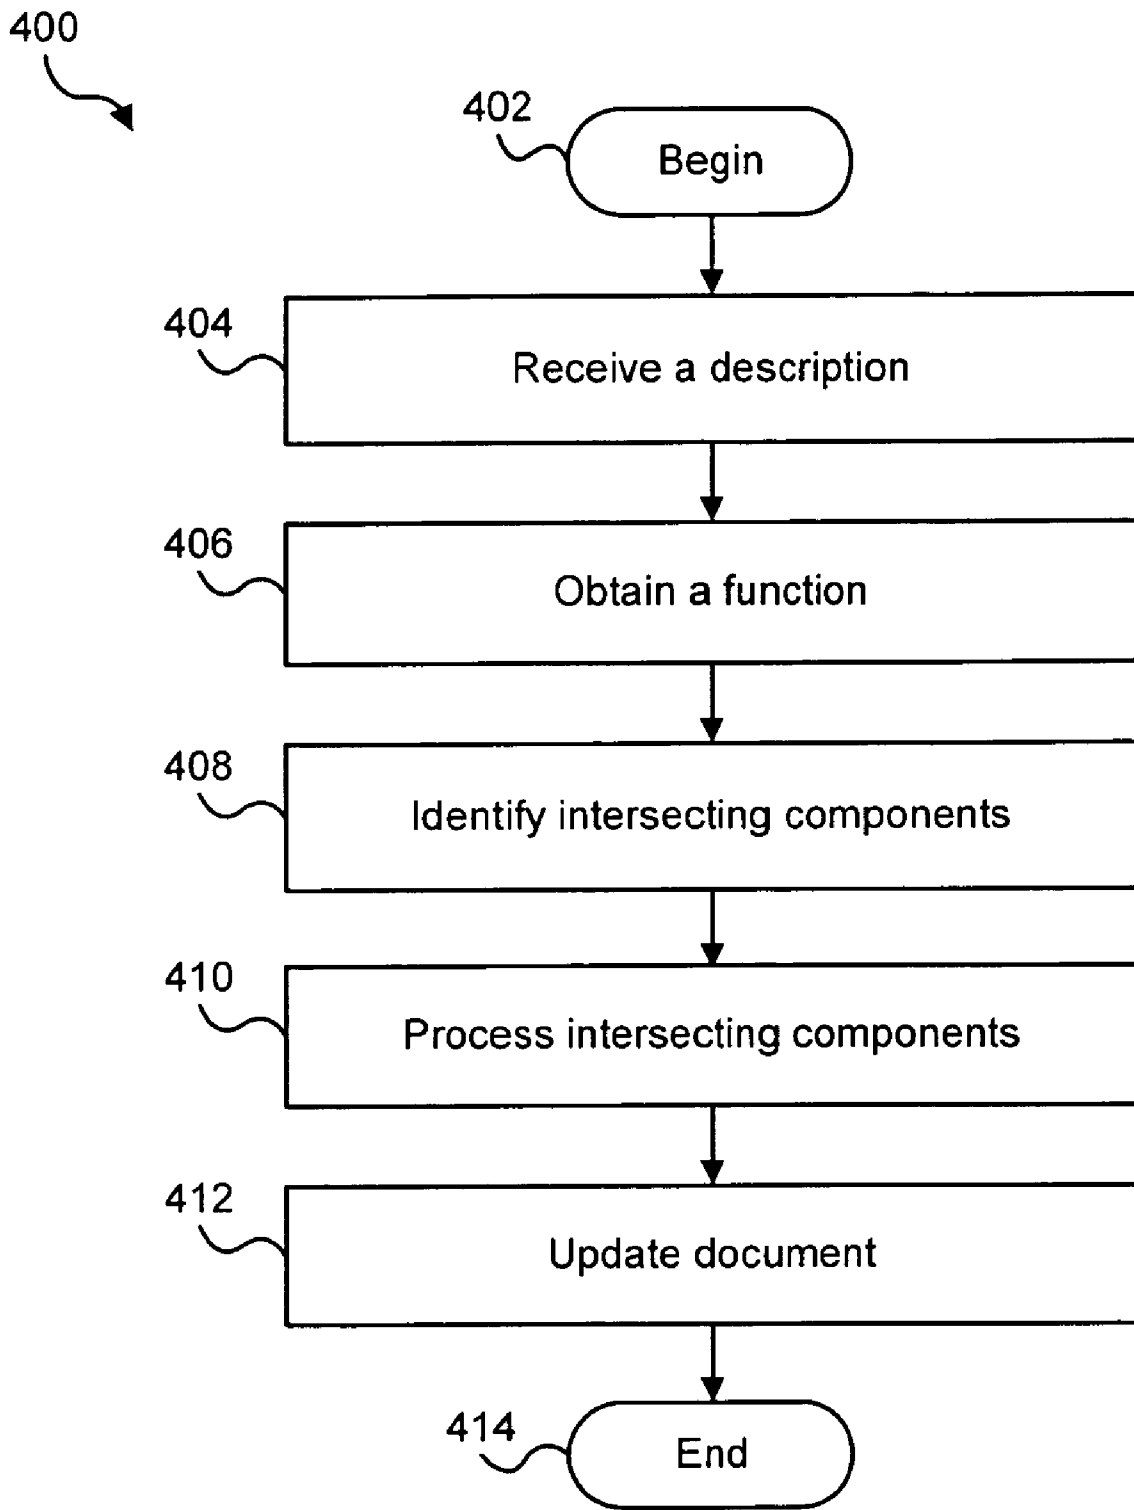 400
402
Begin
404
Receive a description
406
Obtain a function
408
Identify intersecting components
410
Process intersecting components
412
Update document
414
End